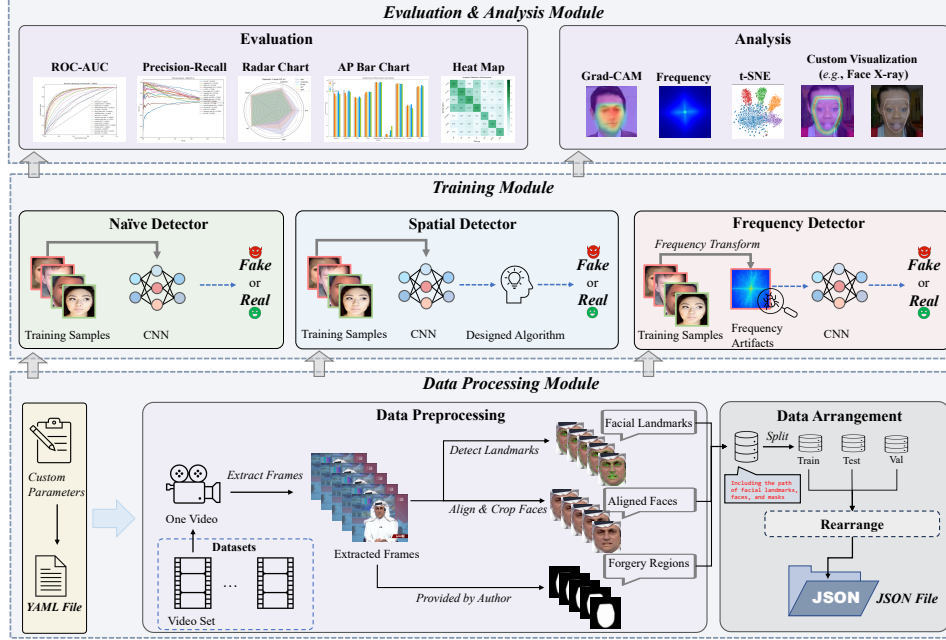 Evaluation & Analysis Module
Evaluation
ROC-AUC
Precision-Recall
Radar Chart
AP Bar Chart
Heat Map
Analysis
Grad-CAM
Frequency
t-SNE
Custom Visualization
(e.g., Face X-ray)
Training Module
Naïve Detector
Training Samples
CNN
Fake
or
Real
Spatial Detector
Training Samples
CNN
Designed Algorithm
Fake
or
Real
Frequency Detector
Frequency Transform
Training Samples
Frequency
Artifacts
CNN
Fake
or
Real
Data Processing Module
Custom
Parameters
YAML File
Data Preprocessing
One Video
Datasets
...
Video Set
Extract Frames
Extracted Frames
Detect Landmarks
Align & Crop Faces
Provided by Author
Facial Landmarks
Aligned Faces
Forgery Regions
Data Arrangement
Split
Train
Test
Val
Including the path
of facial landmarks,
faces, and masks
Rearrange
JSON
JSON File